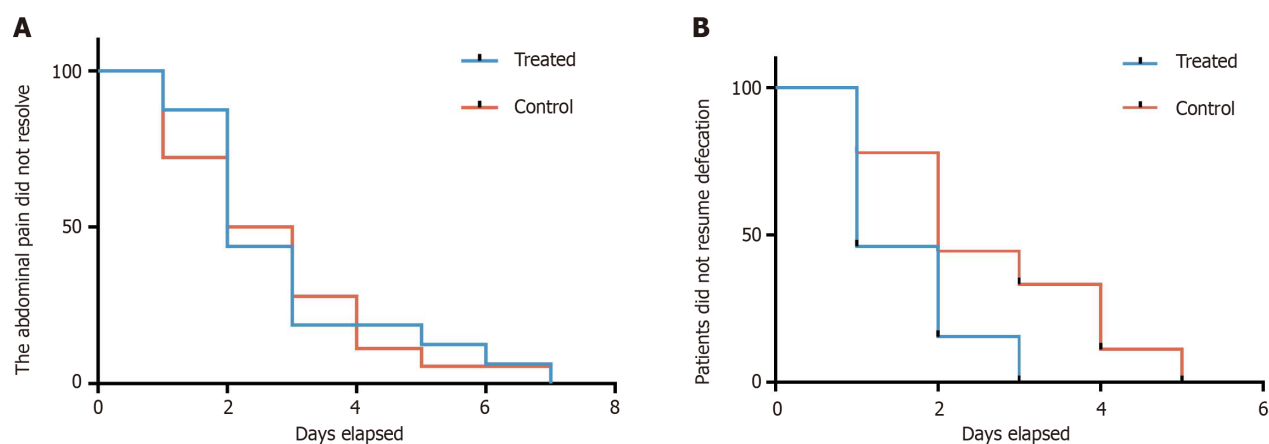 A
The abdominal pain did not resolve
100
50
0
0 2 4 6 8
Days elapsed
Treated
Control
B
Patients did not resume defecation
100
50
0
0 2 4 6
Days elapsed
Treated
Control